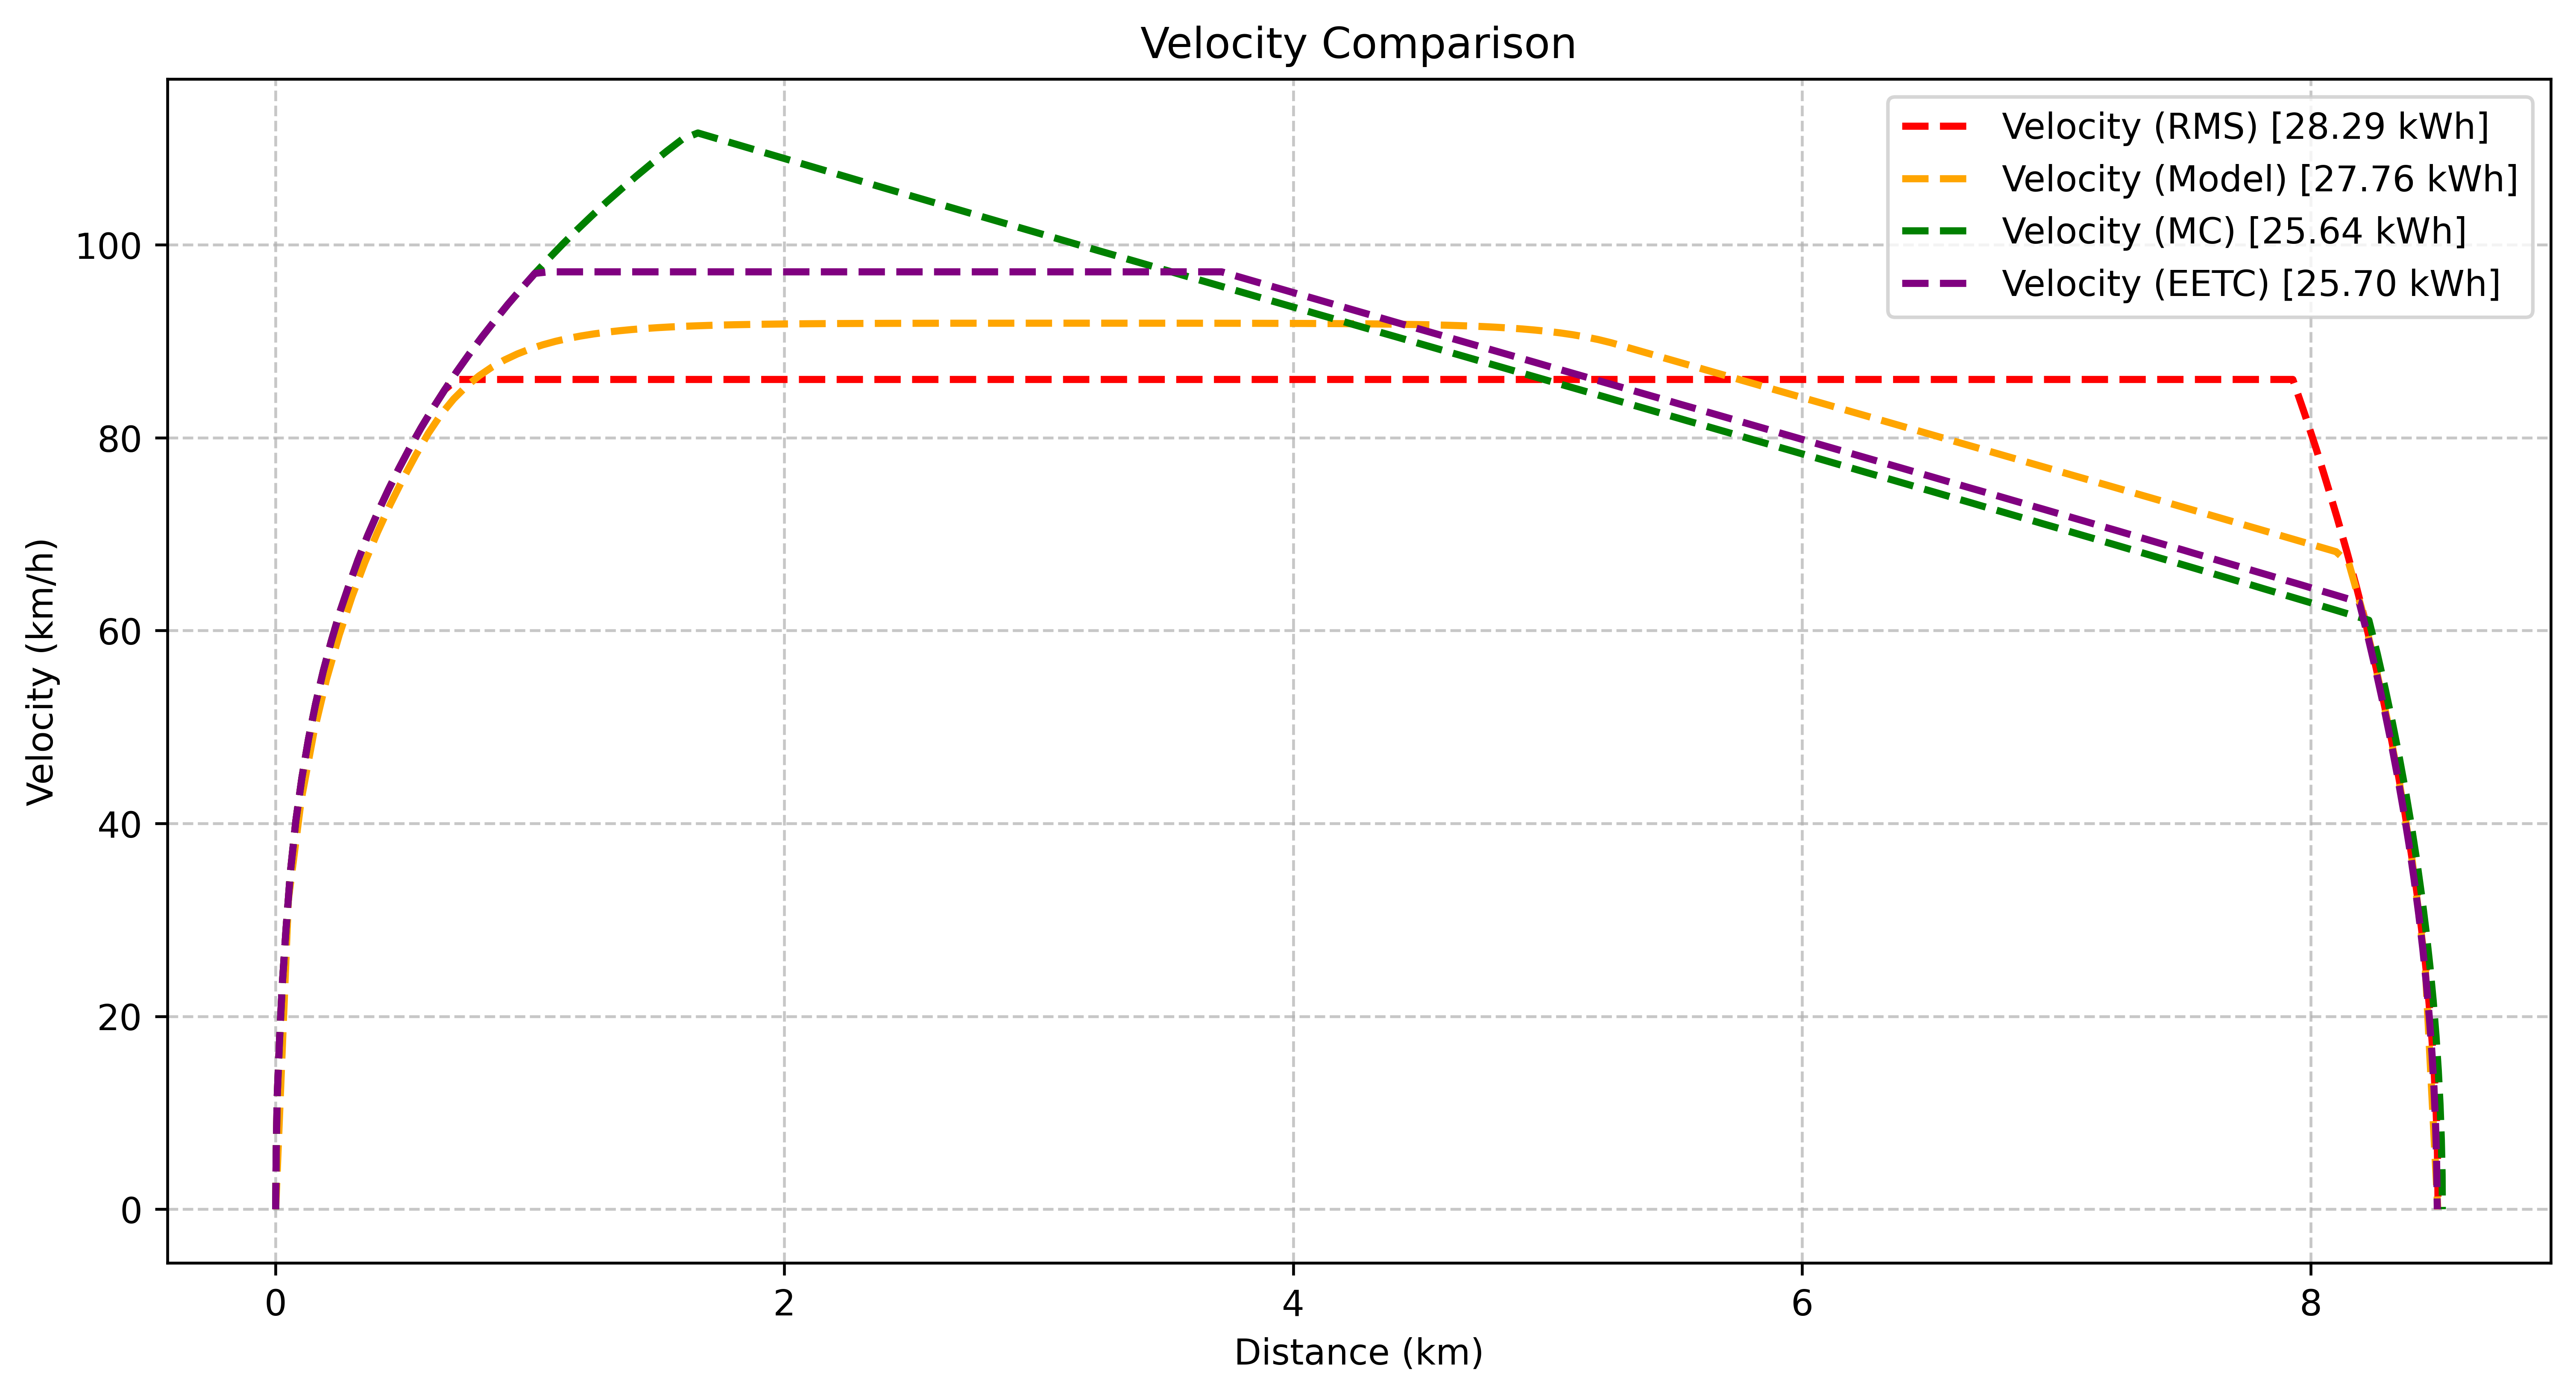 Velocity Comparison
Velocity (RMS) [28.29 kWh]
Velocity (Model) [27.76 kWh]
Velocity (MC) [25.64 kWh]
Velocity (EETC) [25.70 kWh]
Velocity (km/h)
100
80
60
40
20
0
0 2 4 6 8
Distance (km)